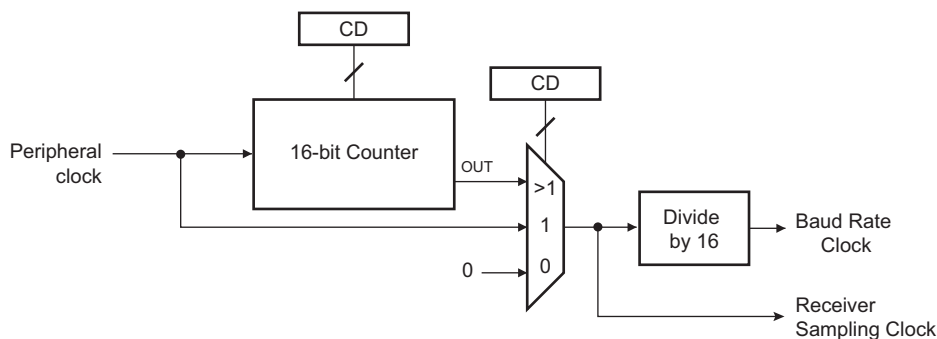 CD
CD
Peripheral
clock
16-bit Counter
OUT
>1
1
0
0
Divide
by 16
Baud Rate
Clock
Receiver
Sampling Clock